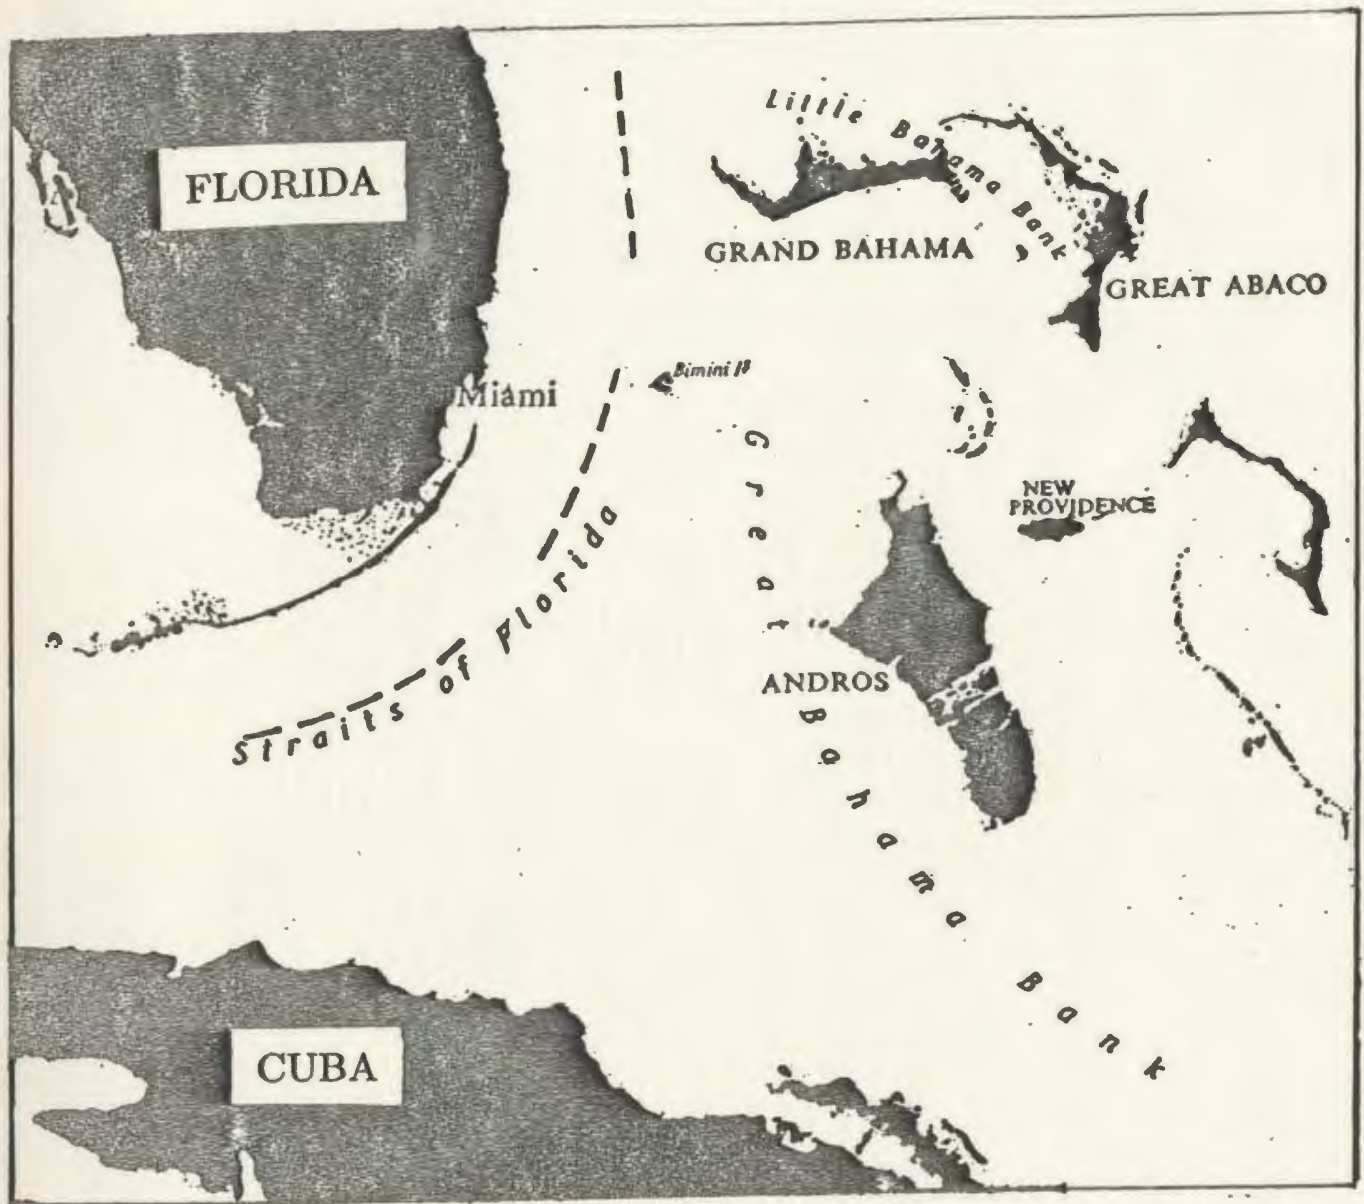 Little Bahama Bank
FLORIDA
GRAND BAHAMA
GREAT ABACO
Bimini Is
Miami
NEW
PROVIDENCE
Straits of Florida
ANDROS
Great Bahama Bank
CUBA